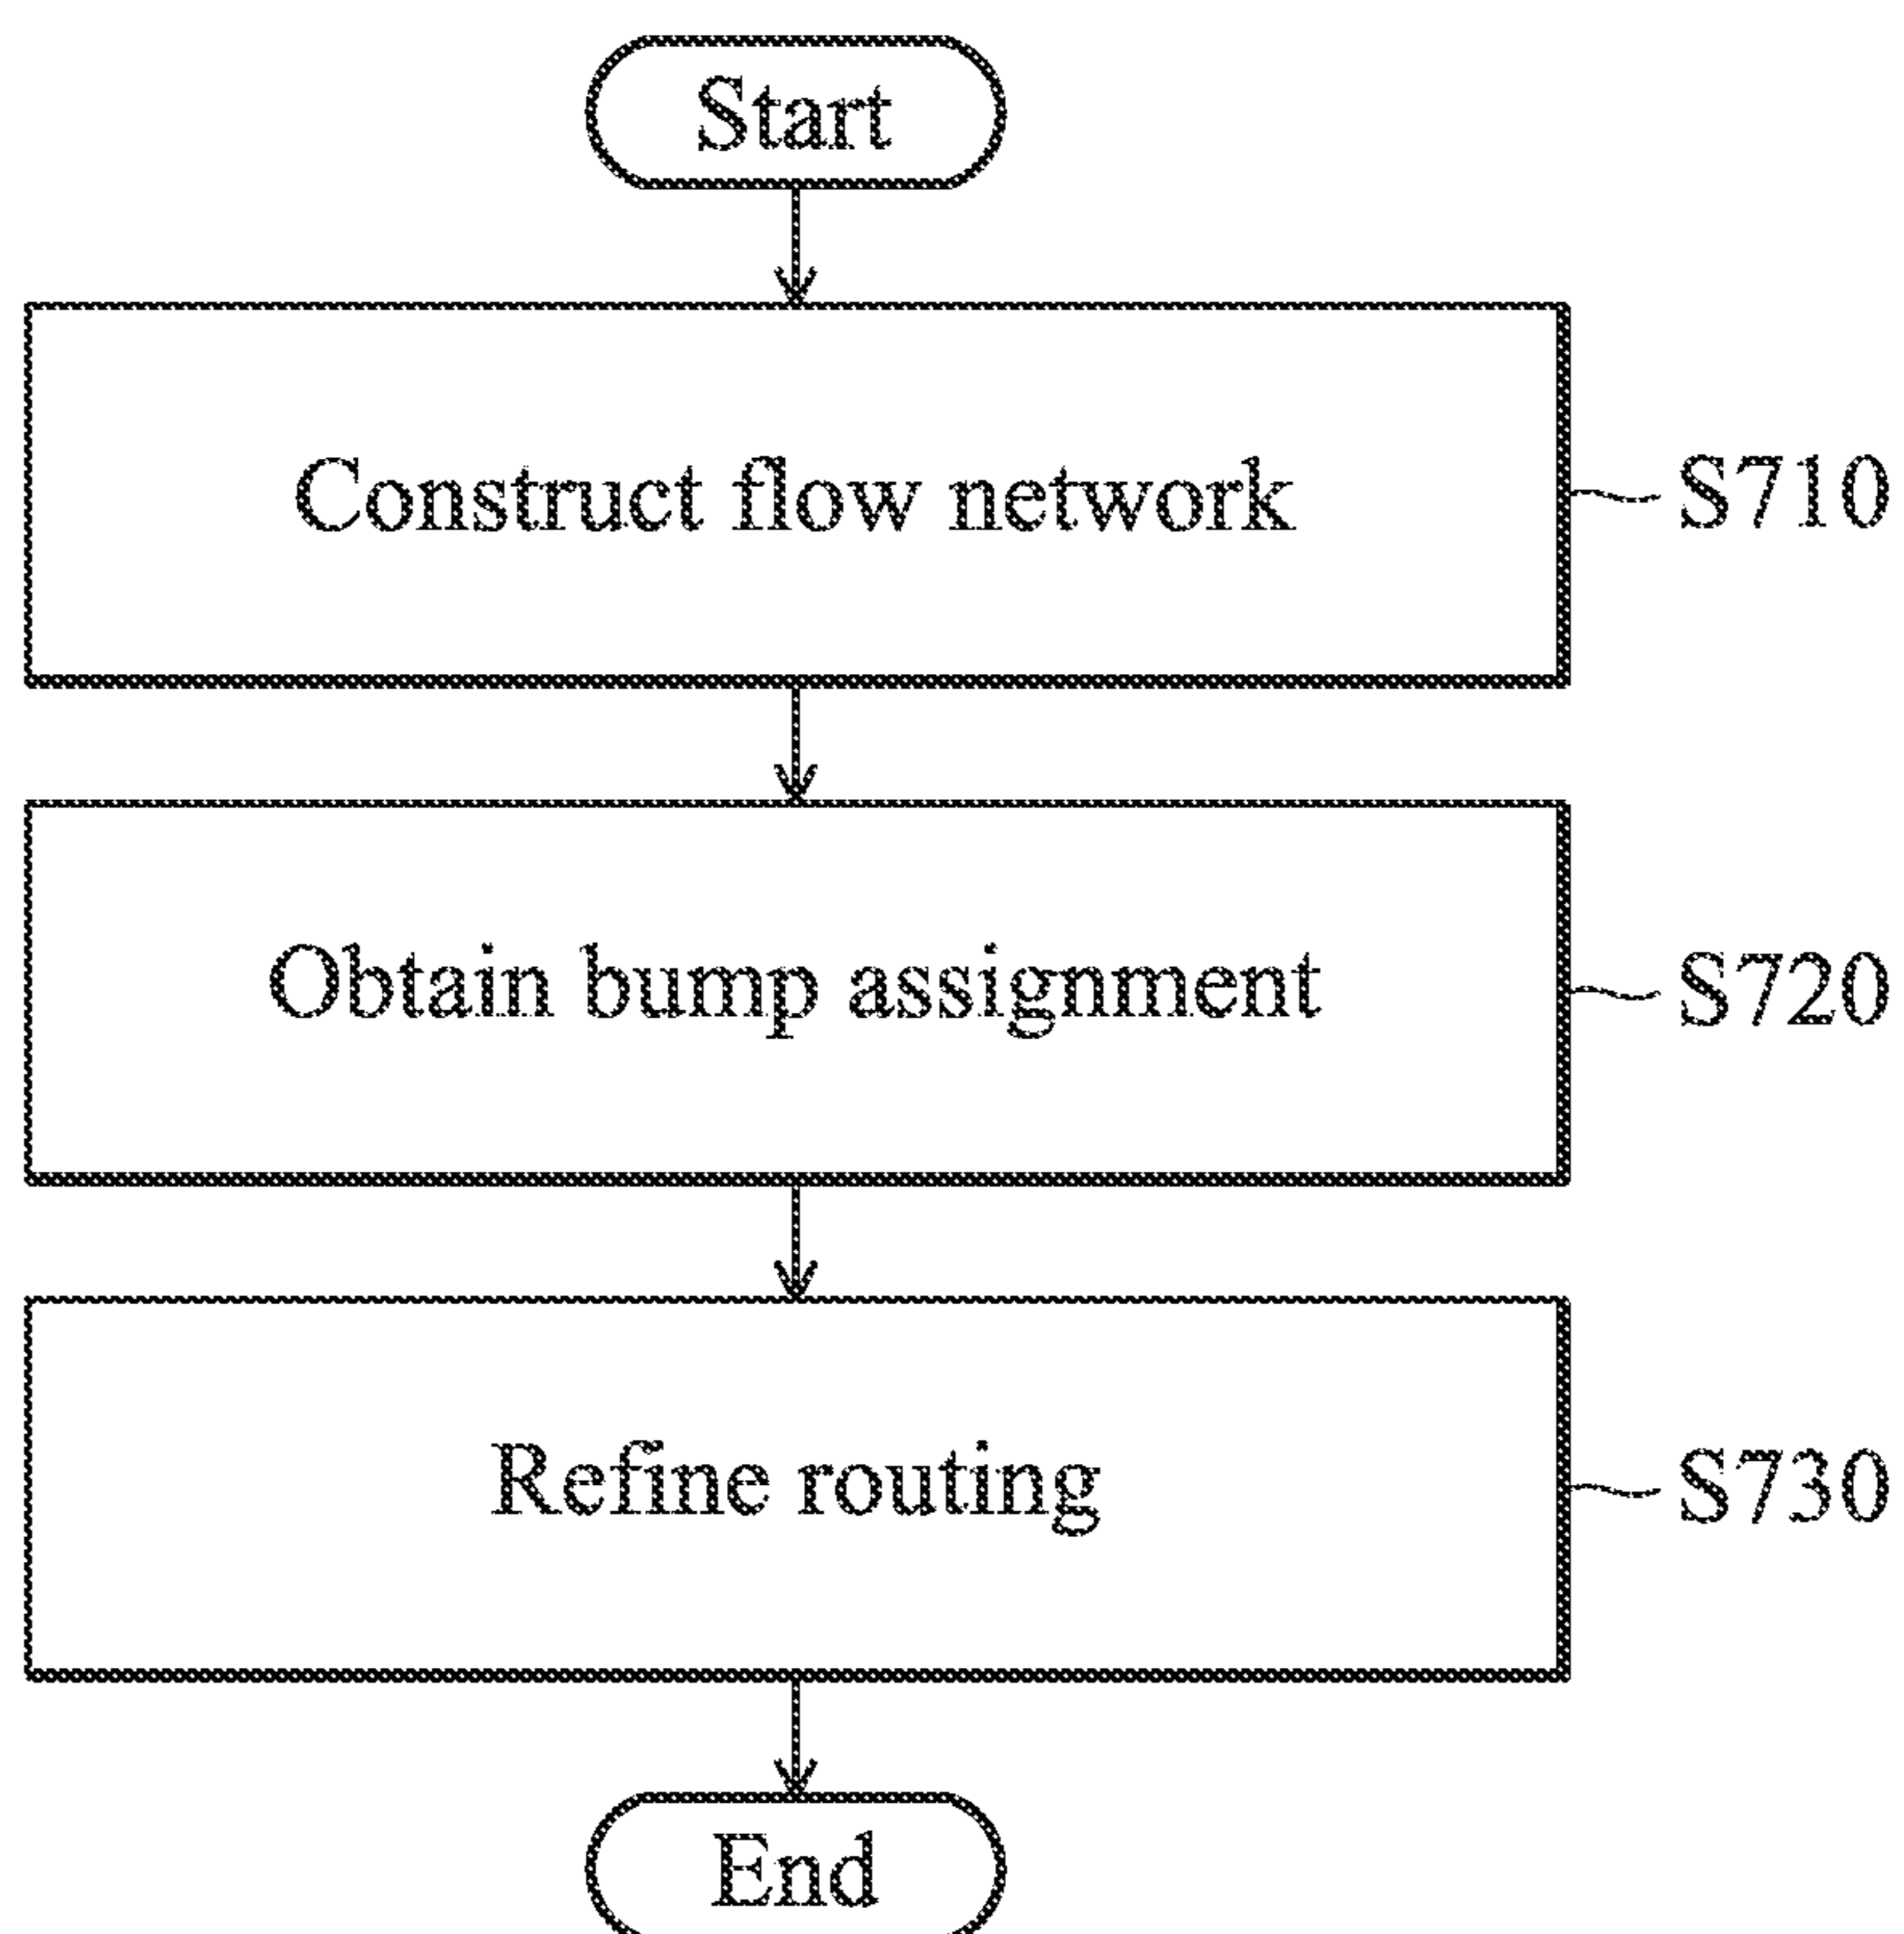 Start
Construct flow network
S710
Obtain bump assignment
S720
Refine routing
S730
End